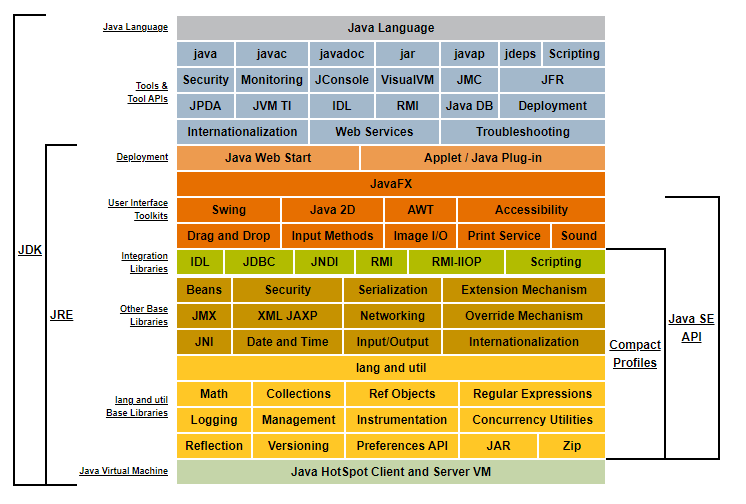 Java Language
Java Language
java javac javadoc jar javap jdeps Scripting
Tools &
Tool APIs
Security Monitoring JConsole VisualVM JMC JFR
JPDA JVM TI IDL RMI Java DB Deployment
Internationalization Web Services Troubleshooting
Deployment
Java Web Start Applet / Java Plug-in
JavaFX
User Interface
Toolkits
Swing Java 2D AWT Accessibility
Drag and Drop Input Methods Image I/O Print Service Sound
Integration
Libraries
IDL JDBC JNDI RMI RMI-IIOP Scripting
Other Base
Libraries
Beans Security Serialization Extension Mechanism
JMX XML JAXP Networking Override Mechanism
JNI Date and Time Input/Output Internationalization
lang and util
lang and util
Base Libraries
Math Collections Ref Objects Regular Expressions
Logging Management Instrumentation Concurrency Utilities
Reflection Versioning Preferences API JAR Zip
Java Virtual Machine
Java HotSpot Client and Server VM
JDK
JRE
Compact
Profiles
Java SE
API